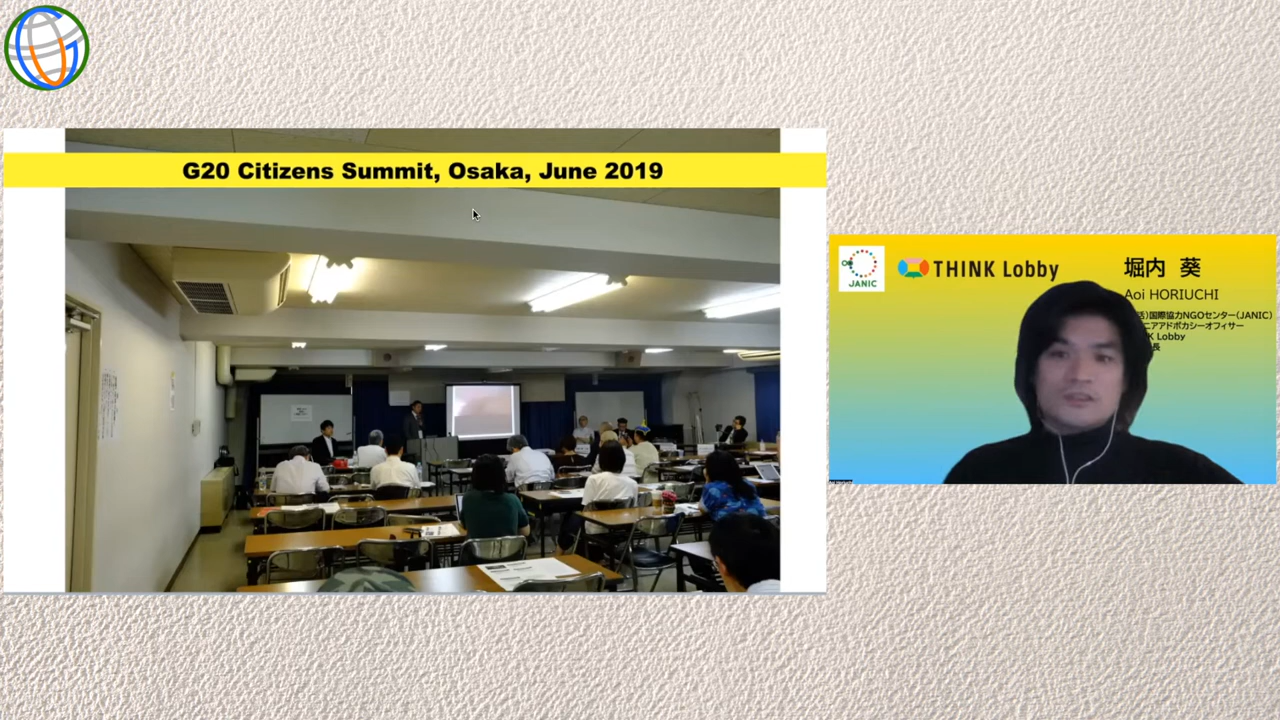 G20 Citizens Summit, Osaka, June 2019
JANIC
THINK Lobby
堀内 葵
Aoi HORIUCHI
活)国際協力NGOセンター(JANIC)
ニアアドボカシーオフィサー
K Lobby
長